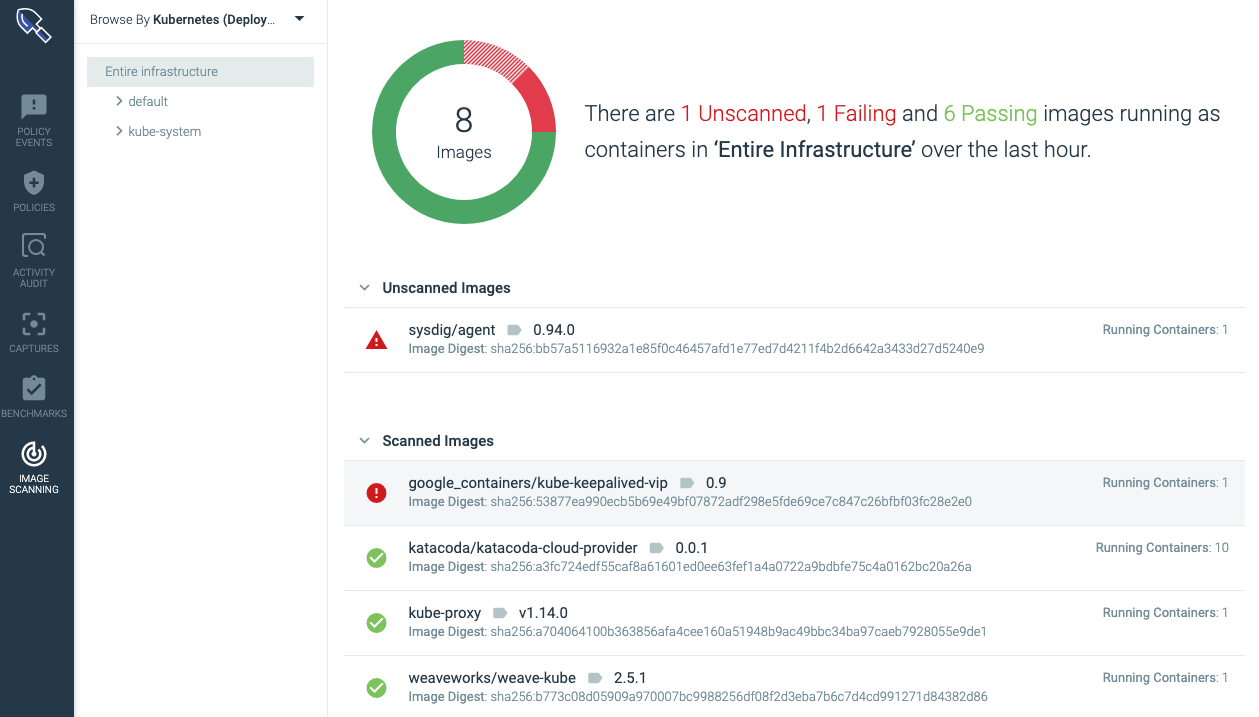 Browse By Kubernetes (Deploy...
Entire infrastructure
default
kube-system
POLICY
EVENTS
POLICIES
ACTIVITY
AUDIT
CAPTURES
BENCHMARKS
IMAGE
SCANNING
8
Images
There are 1 Unscanned, 1 Failing and 6 Passing images running as
containers in ‘Entire Infrastructure’ over the last hour.
Unscanned Images
sysdig/agent 0.94.0
Running Containers: 1
Image Digest: sha256:bb57a5116932a1e85f0c46457afd1e77ed7d4211f4b2d6642a3433d27d5240e9
Scanned Images
google_containers/kube-keepalived-vip 0.9
Running Containers: 1
Image Digest: sha256:53877ea990ecb5b69e49bf07872adf298e5fde69ce7c847c26bfbf03fc28e2e0
katacoda/katacoda-cloud-provider 0.0.1
Running Containers: 10
Image Digest: sha256:a3fc724edf55caf8a61601ed0ee63fef1a4a0722a9bdbfe75c4a0162bc20a26a
kube-proxy v1.14.0
Running Containers: 1
Image Digest: sha256:a704064100b363856afa4cee160a51948b9ac49bbc34ba97caeb7928055e9de1
weaveworks/weave-kube 2.5.1
Running Containers: 1
Image Digest: sha256:b773c08d05909a970007bc9988256df08f2d3eba7b6c7d4cd991271d84382d86